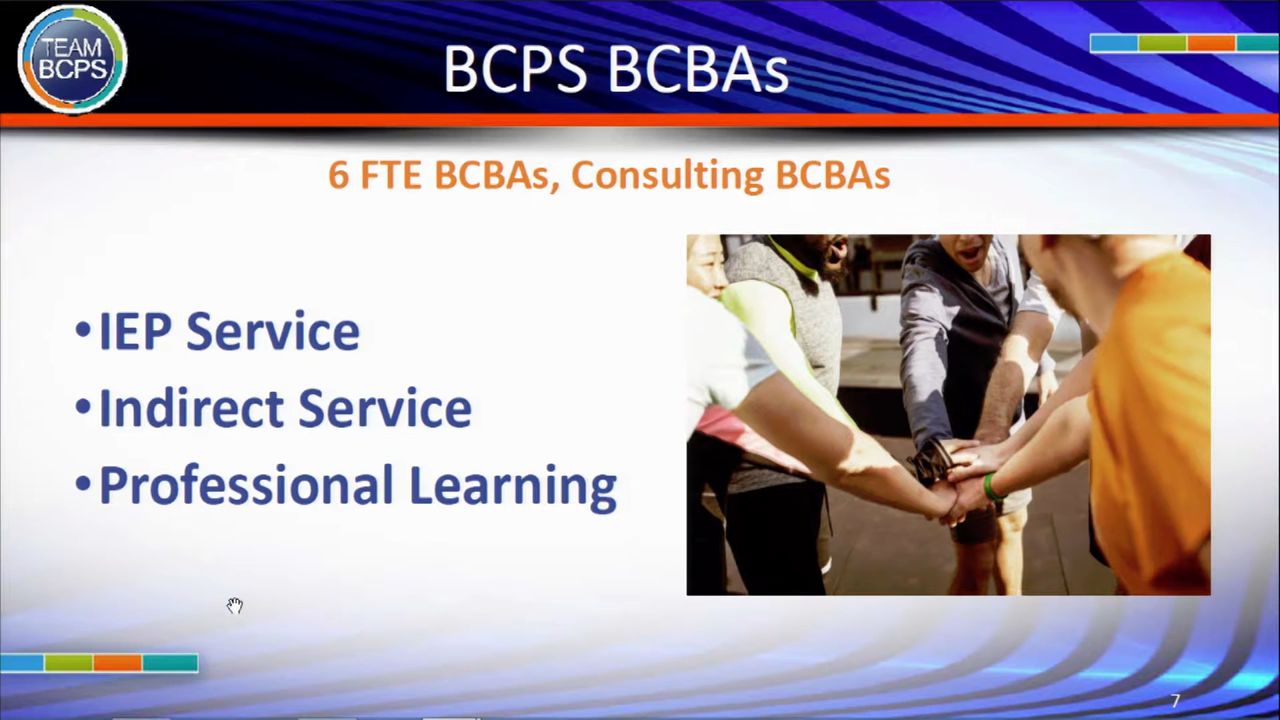 TEAM
BCPS
BCPS BCBAs
6 FTE BCBAs, Consulting BCBAs
•IEP Service
•Indirect Service
•Professional Learning
7